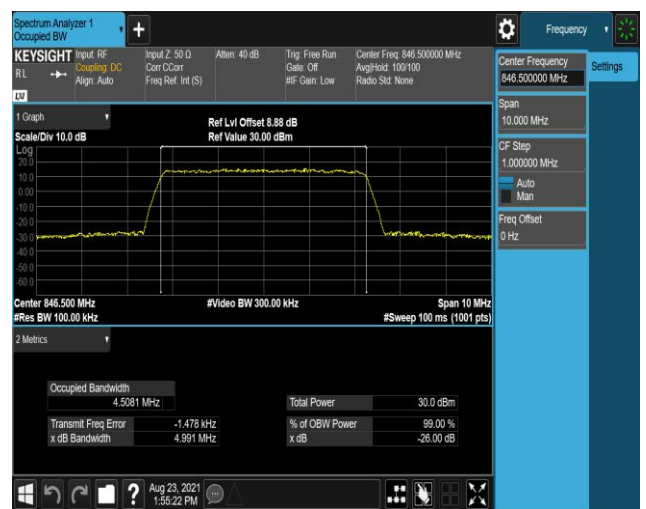 Spectrum Analyzer 1
Occupied BW
+
Frequency
KEYSIGHT
RL
LXI
Input: RF
Coupling: DC
Align: Auto
Input Z: 50 Ω
Corr CCorr
Freq Ref: Int (S)
Atten: 40 dB
Trig: Free Run
Gate: Off
#IF Gain: Low
Center Freq: 846.500000 MHz
Avg|Hold: 100/100
Radio Std: None
Center Frequency
846.500000 MHz
Settings
Span
10.000 MHz
CF Step
1.000000 MHz
Auto
Man
Freq Offset
0 Hz
1 Graph
Scale/Div 10.0 dB
Ref Lvl Offset 8.88 dB
Ref Value 30.00 dBm
Log
20.0
10.0
0.00
-10.0
-20.0
-30.0
-40.0
-50.0
-60.0
Center 846.500 MHz
#Res BW 100.00 kHz
#Video BW 300.00 kHz
Span 10 MHz
#Sweep 100 ms (1001 pts)
2 Metrics
Occupied Bandwidth
4.5081 MHz
Transmit Freq Error -1.478 kHz
x dB Bandwidth 4.991 MHz
Total Power 30.0 dBm
% of OBW Power 99.00 %
x dB -26.00 dB
?
Aug 23, 2021
1:55:22 PM